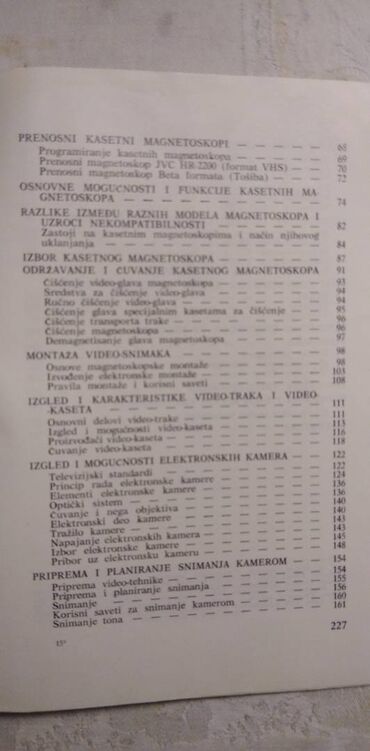 PRENOSNI KASETNI MAGNETOSKOPI — — — — — 68
Programiranje kasetnih magnetoskopa — — — — — 69
Prenosni magnetoskop JVC HR-2200 (format VHS) — — 70
Prenosni magnetoskop Beta formata (Tošiba) — — — 72
OSNOVNE MOGUĆNOSTI I FUNKCIJE KASETNIH MA-
GNETOSKOPA — — — — — — — — — — — 74
RAZLIKE IZMEĐU RAZNIH MODELA MAGNETOSKOPA I
UZROCI NEKOMPATIBILNOSTI — — — — — — — 82
Zastoji na kasetnim magnetoskopima i način njihovog
uklanjanja — — — — — — — — — — — 84
IZBOR KASETNOG MAGNETOSKOPA — — — — — 87
ODRŽAVANJE I ČUVANJE KASETNOG MAGNETOSKOPA 91
Čišćenje video-glava magnetoskopa — — — — — 93
Sredstva za čišćenje video-glava — — — — — — 94
Ručno čišćenje video-glava — — — — — — — 94
Čišćenje glava specijalnim kasetama za čišćenje — — 95
Čišćenje transporta trake — — — — — — — 96
Čišćenje magnetoskopa — — — — — — — — 96
Demagnetisanje glava magnetoskopa — — — — — 97
MONTAŽA VIDEO-SNIMAKA — — — — — — — 98
Osnove magnetoskopske montaže — — — — — — 98
Izvođenje elektronske montaže — — — — — — 103
Pravila montaže i korisni saveti — — — — — — 108
IZGLED I KARAKTERISTIKE VIDEO-TRAKA I VIDEO-
-KASETA — — — — — — — — — — — — 111
Osnovni delovi video-trake — — — — — — — 111
Izgled i mogućnosti video-kaseta — — — — — — 113
Proizvođači video-kaseta — — — — — — — 116
Čuvanje video-kaseta — — — — — — — — 118
IZGLED I MOGUĆNOSTI ELEKTRONSKIH KAMERA — — 122
Televizijski standardi — — — — — — — — 122
Princip rada elektronske kamere — — — — — — 124
Elementi elektronske kamere — — — — — — — 136
Optički sistem — — — — — — — — — — 136
Čuvanje i nega objektiva — — — — — — — — 140
Elektronski deo kamere — — — — — — — — 140
Tražilo kamere — — — — — — — — — — 143
Napajanje elektronskih kamera — — — — — — 143
Izbor elektronske kamere — — — — — — — 145
Pribor uz elektronsku kameru — — — — — — 148
PRIPREMA I PLANIRANJE SNIMANJA KAMEROM — — 154
Priprema video-tehnike — — — — — — — — 154
Priprema i planiranje snimanja — — — — — — 155
Snimanje — — — — — — — — — — — 156
Korisni saveti za snimanje kamerom — — — — — 160
Snimanje tona — — — — — — — — — — 161
227
15*